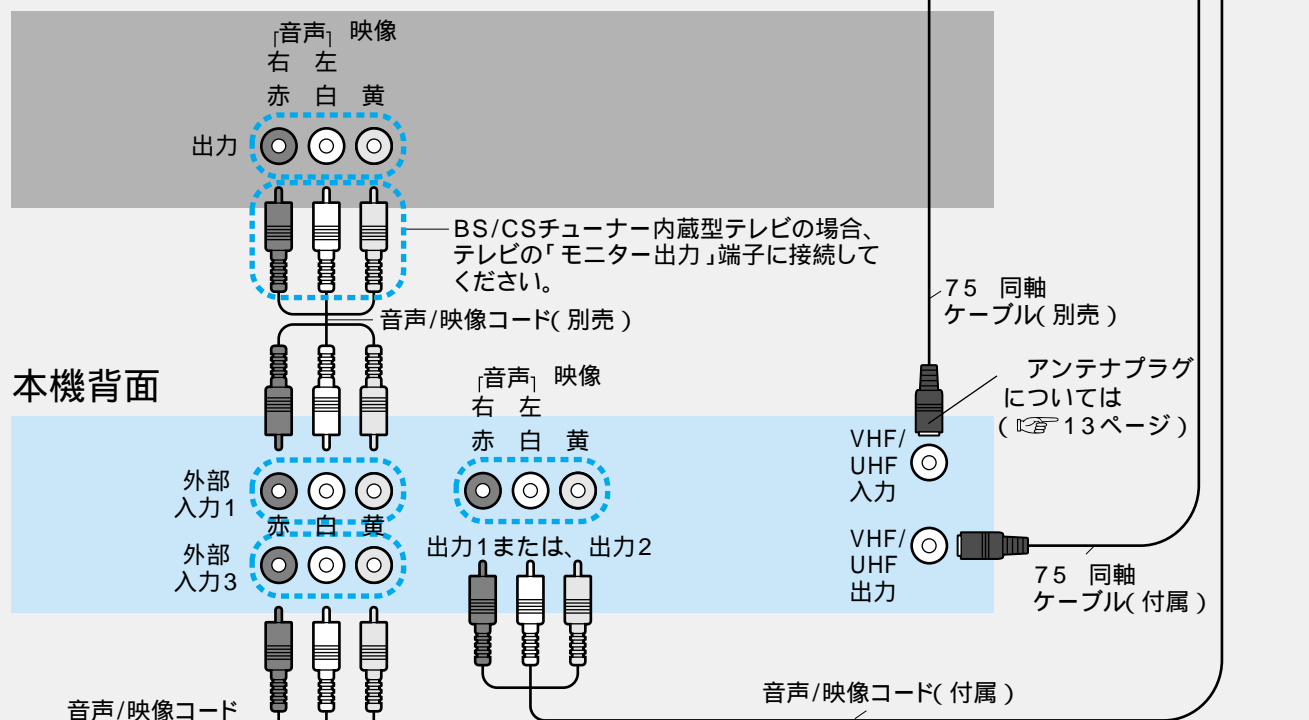 音声 映像
右 左
赤 白 黄
出力
BS/CSチューナー内蔵型テレビの場合、
テレビの「モニター出力」端子に接続して
ください。
75 同軸
ケーブル(別売)
音声/映像コード(別売)
本機背面
アンテナプラグ
については
(☞13ページ)
音声 映像
右 左
赤 白 黄
VHF/
UHF
入力
外部
入力1
赤 白 黄
出力1または、出力2
外部
入力3
VHF/
UHF
出力
75 同軸
ケーブル(付属)
音声/映像コード(付属)
音声/映像コード